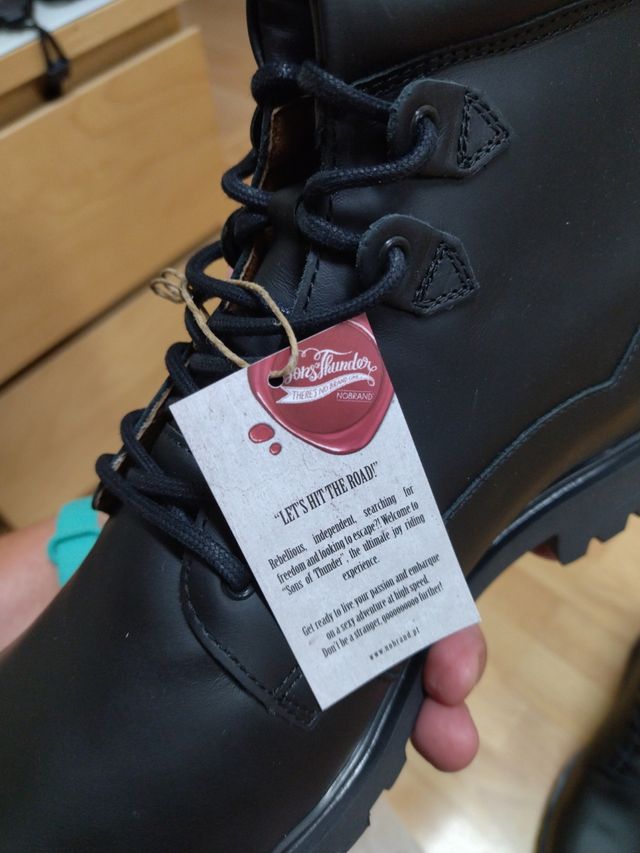 Sons of Thunder
THERE'S NO BRAND LIKE
NOBRAND
"LET'S HIT THE ROAD!"
Rebellious, independent, searching for
freedom and looking to escape?! Welcome to
"Sons of Thunder", the ultimate joy riding
experience.
Get ready to live your passion and embarque
on a sexy adventure at high speed.
Don't be a stranger, gooooooooo further!
www.nobrand.pt